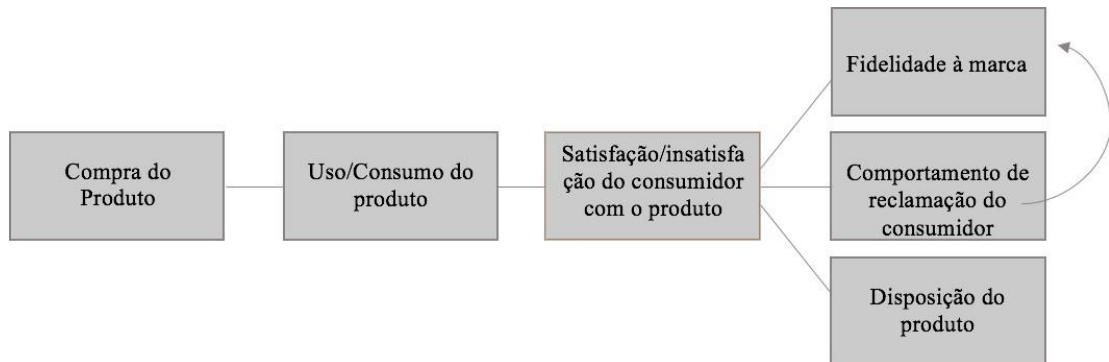 Compra do
Produto
Uso/Consumo do
produto
Satisfação/insatisfa
ção do consumidor
com o produto
Fidelidade à marca
Comportamento de
reclamação do
consumidor
Disposição do
produto